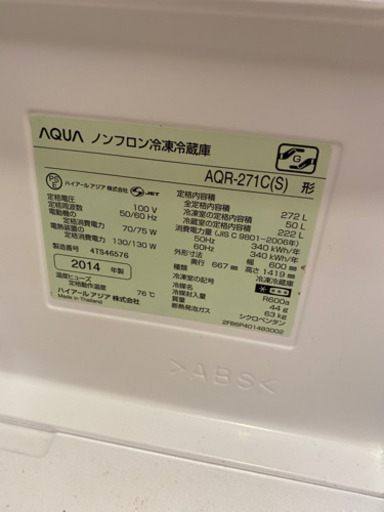 AQUA ノンフロン冷凍冷蔵庫
G
AQR-271C(S) 形
PS E ハイアール アジア 株式会社 JET
定格電圧 100 V
定格周波数 50/60 Hz
電動機の定格消費電力 70/75 W
電熱装置の定格消費電力 130/130 W
製造番号 4TS46576
2014 年製
温度ヒューズ
定格動作温度 76℃
ハイアール アジア 株式会社
Made in Thailand
定格内容積
全定格内容積 272 L
冷凍室の定格内容積 50 L
冷蔵室の定格内容積 222 L
消費電力量 (JIS C 9801-2006年)
50Hz 340 kWh/年
60Hz 340 kWh/年
外形寸法 幅 600 mm
奥行 667 mm 高さ 1419 mm
種類 冷凍冷蔵庫
冷凍室の記号
冷媒 R600a
冷媒封入量 44 g
質量 63 kg
断熱発泡ガス シクロペンタン
>ABS<